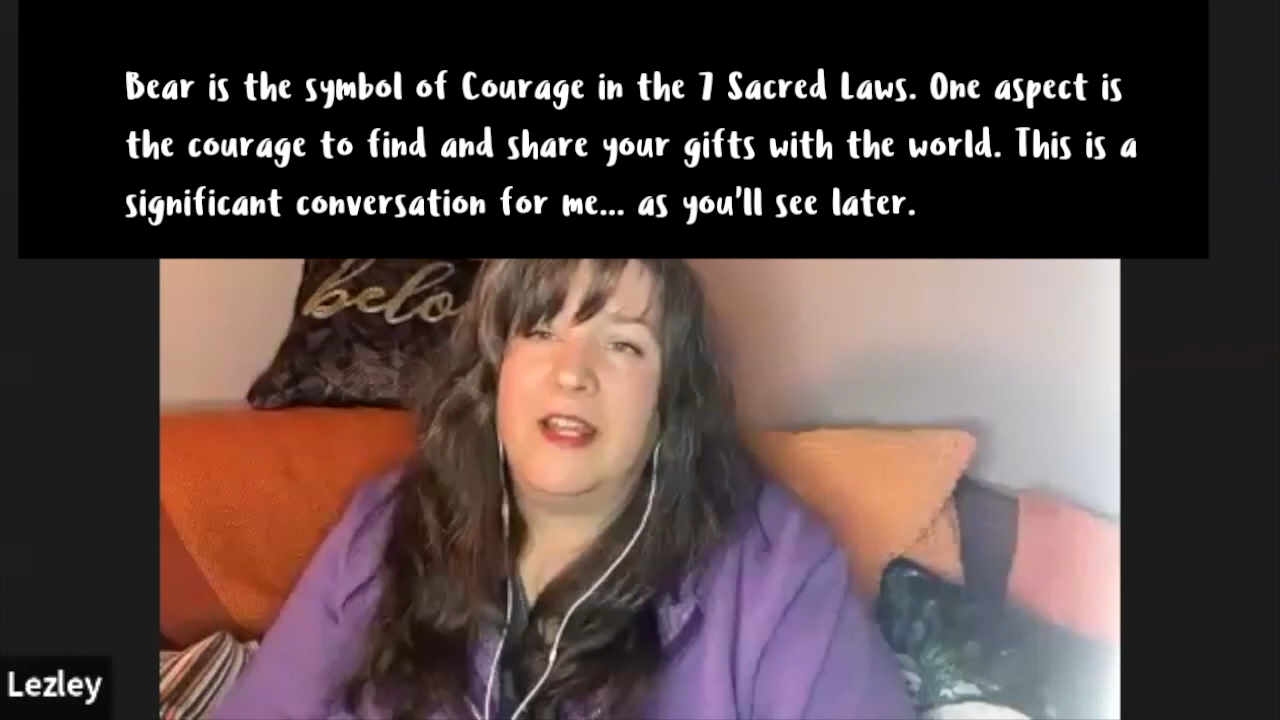 Bear is the symbol of Courage in the 7 Sacred Laws. One aspect is
the courage to find and share your gifts with the world. This is a
significant conversation for me... as you'll see later.
belo
Lezley